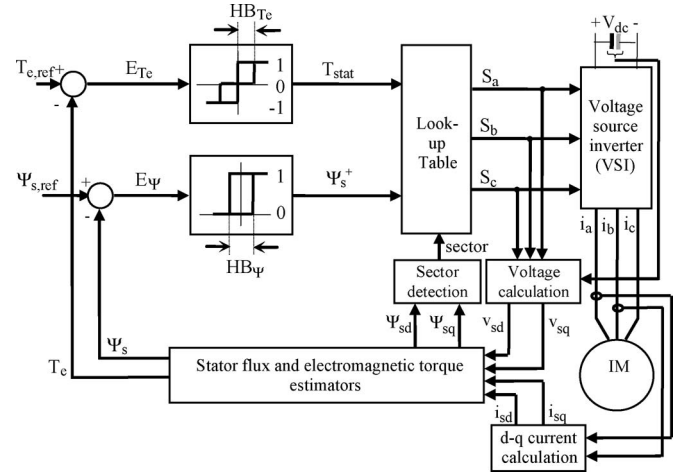 HB_Te
+ V_dc -
T_e,ref +
-
E_Te
1
0
-1
T_stat
Look-up Table
S_a
S_b
S_c
Voltage source inverter (VSI)
Ψ_s,ref
+
-
E_Ψ
1
0
Ψ_s^+
HB_Ψ
i_a i_b i_c
sector
Sector detection
Voltage calculation
Ψ_sd Ψ_sq
v_sd v_sq
Ψ_s
T_e
Stator flux and electromagnetic torque estimators
IM
i_sd i_sq
d-q current calculation